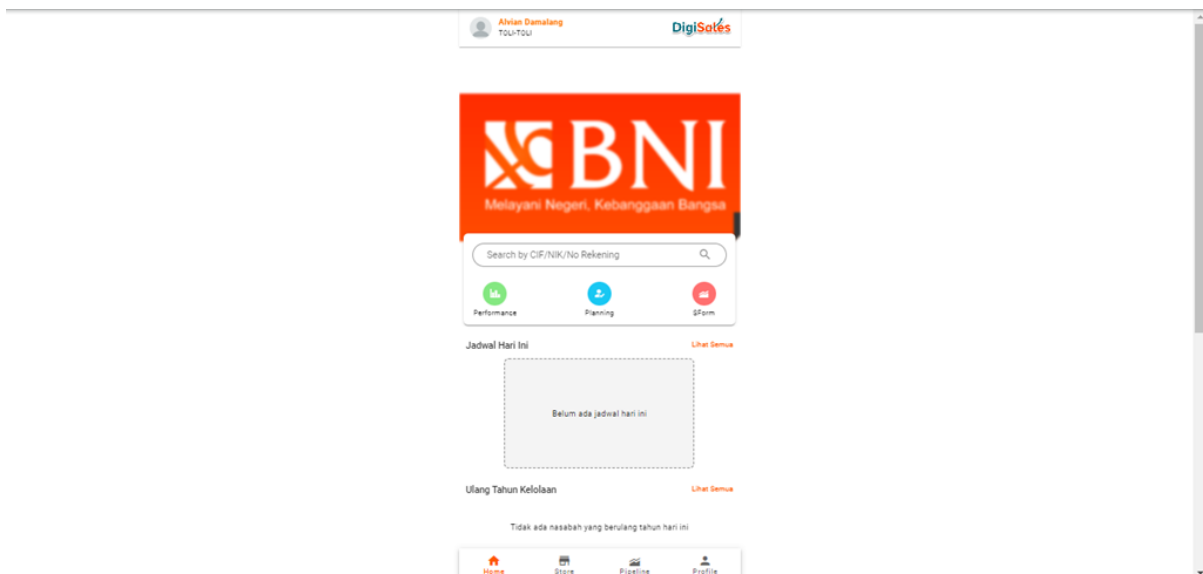 Alvian Damalang
TOLI-TOLI
DigiSales
BNI
Melayani Negeri, Kebanggaan Bangsa
Search by CIF/NIK/No Rekening
Performance Planning $Form
Jadwal Hari Ini Lihat Semua
Belum ada jadwal hari ini
Ulang Tahun Kelolaan Lihat Semua
Tidak ada nasabah yang berulang tahun hari ini
Home Store Pipeline Profile